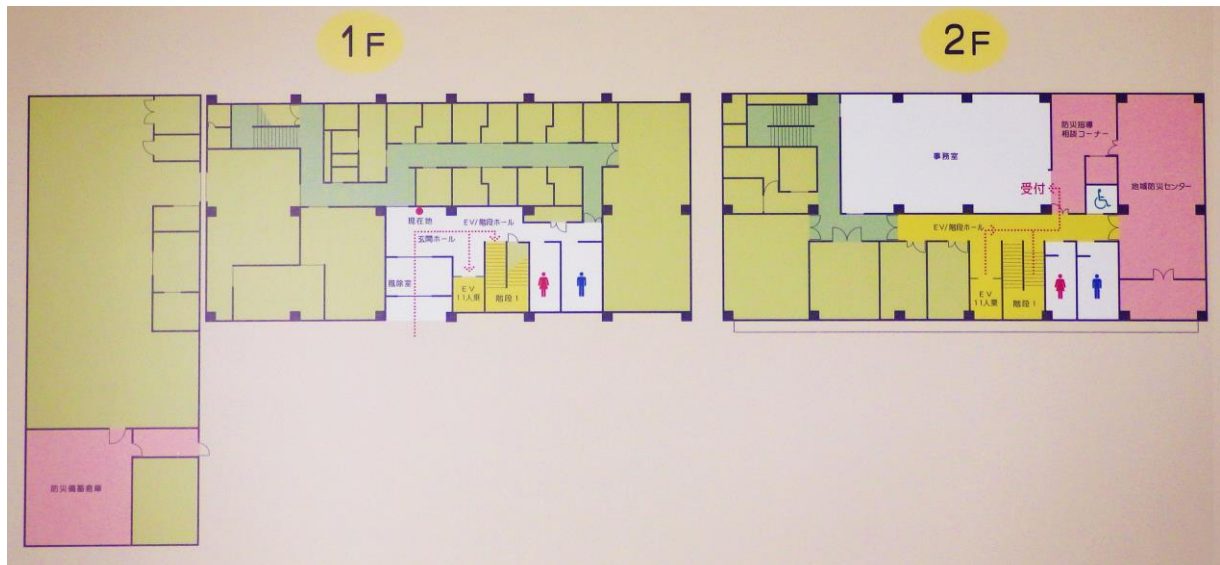 1F
2F
現在地
EV/階段ホール
玄関ホール
風除室
EV
11人乗
階段1
防災備蓄倉庫
防災指導
相談コーナー
事務室
受付
地域防災センター
EV/階段ホール
EV
11人乗
階段1